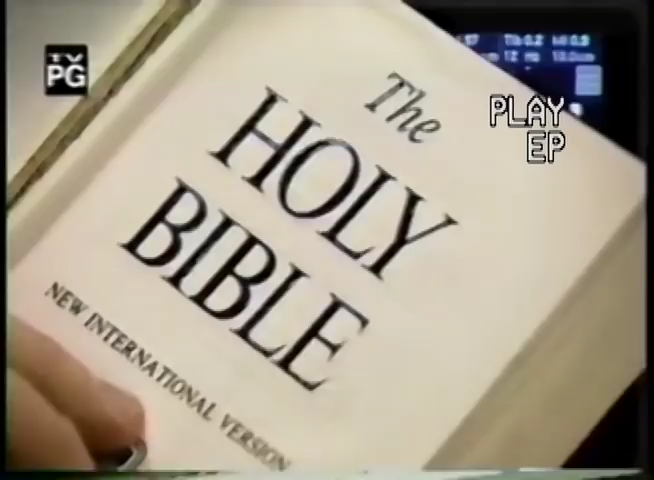 TV
PG
PLAY
EP
The
HOLY
BIBLE
NEW INTERNATIONAL VERSION